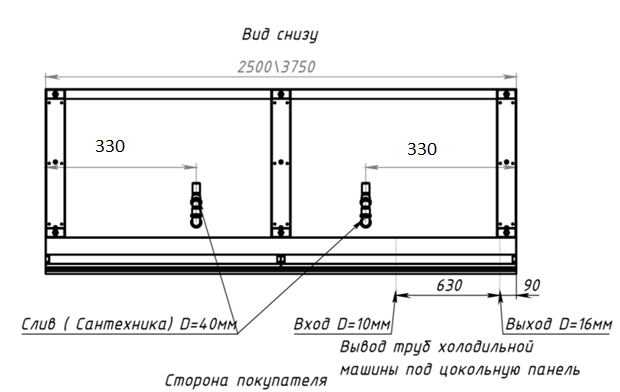 Вид снизу
2500\3750
330
330
630
90
Слив ( Сантехника) D=40мм
Вход D=10мм
Выход D=16мм
Вывод труб холодильной
машины под цокольную панель
Сторона покупателя